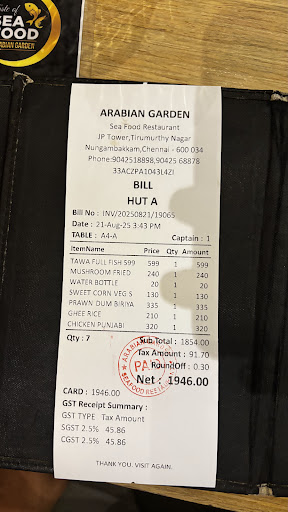 Taste of
SEA
FOOD
ARABIAN GARDEN
ARABIAN GARDEN
Sea Food Restaurant
JP Tower,Tirumurthy Nagar
Nungambakkam,Chennai - 600 034
Phone:9042518898,90425 68878
33ACZPA1043L4ZI
BILL
HUT A
Bill No : INV/20250821/19065
Date : 21-Aug-25 3:43 PM
TABLE : A4-A Captain : 1
ItemName Price Qty Amount
TAWA FULL FISH 599 599 1 599
MUSHROOM FRIED 240 1 240
WATER BOTTLE 20 1 20
SWEET CORN VEG S 130 1 130
PRAWN DUM BIRIYA 335 1 335
GHEE RICE 210 1 210
CHICKEN PUNJABI 320 1 320
Qty : 7 Sub Total : 1854.00
Tax Amount : 91.70
RoundOff : 0.30
Net : 1946.00
PAID
CARD : 1946.00
GST Receipt Summary :
GST TYPE Tax Amount
SGST 2.5% 45.86
CGST 2.5% 45.86
THANK YOU. VISIT AGAIN.